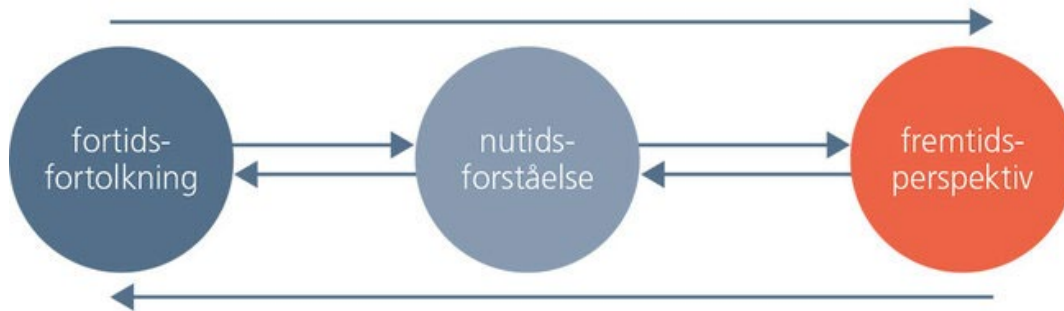 fortids-
fortolkning
nutids-
forståelse
fremtids-
perspektiv